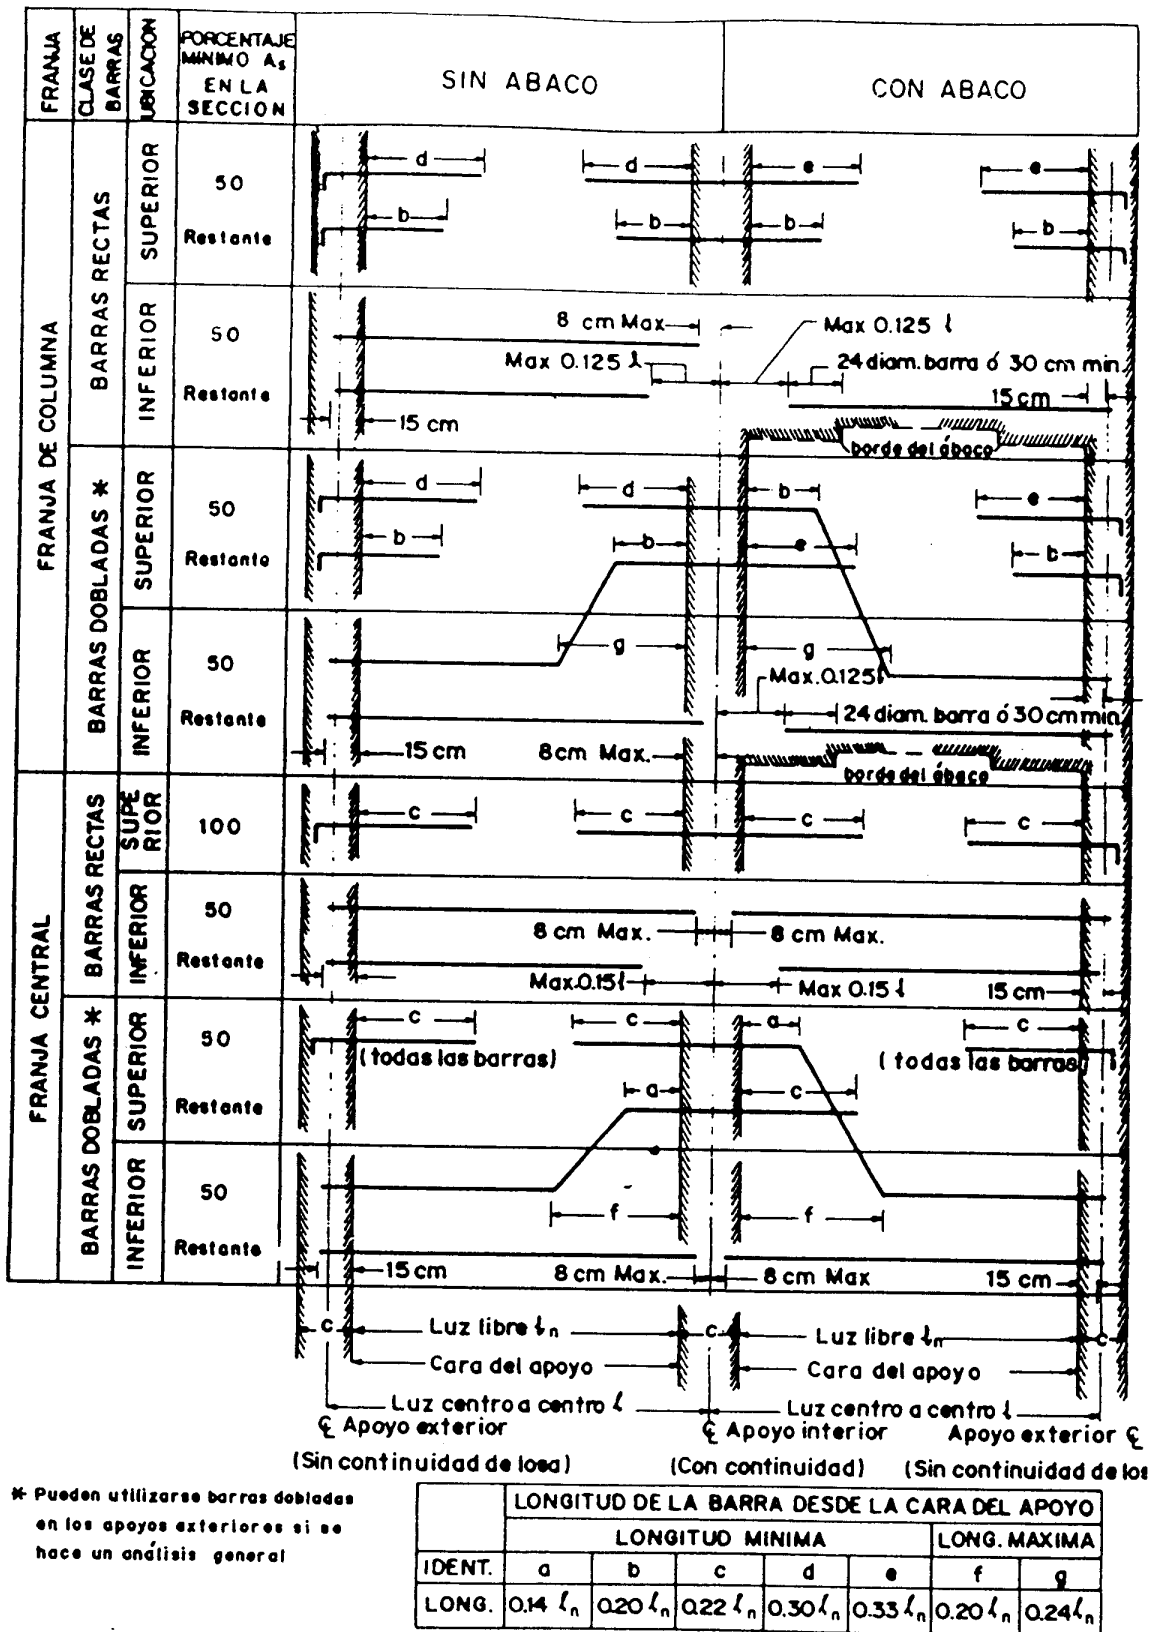 FRANJA
CLASE DE BARRAS
UBICACION
PORCENTAJE MINIMO As EN LA SECCION
SIN ABACO
CON ABACO
FRANJA DE COLUMNA
BARRAS RECTAS
SUPERIOR
50
d
d
e
e
Restante
b
b
b
b
INFERIOR
50
8 cm Max
Max 0.125 ℓ
Max 0.125 ℓ
24 diam. barra ó 30 cm min.
Restante
15 cm
15 cm
borde del ábaco
BARRAS DOBLADAS *
SUPERIOR
50
d
d
b
e
Restante
b
b
e
b
INFERIOR
50
g
g
Max. 0.125ℓ
Restante
24 diam. barra ó 30 cm min.
15 cm
8 cm Max.
borde del ábaco
FRANJA CENTRAL
BARRAS RECTAS
SUPE
RIOR
100
c
c
c
c
INFERIOR
50
8 cm Max.
8 cm Max.
Restante
Max.0.15ℓ
Max 0.15 ℓ
15 cm
BARRAS DOBLADAS *
SUPERIOR
50
c
c
a
c
(todas las barras)
(todas las barras)
Restante
a
c
INFERIOR
50
f
f
Restante
15 cm
8 cm Max.
8 cm Max
15 cm
c
Luz libre ℓn
c
Luz libre ℓn
c
Cara del apoyo
Cara del apoyo
Luz centro a centro ℓ
Luz centro a centro ℓ
℄ Apoyo exterior
℄ Apoyo interior
Apoyo exterior ℄
(Sin continuidad de losa)
(Con continuidad)
(Sin continuidad de los
* Pueden utilizarse barras dobladas
en los apoyos exteriores si se
hace un análisis general
LONGITUD DE LA BARRA DESDE LA CARA DEL APOYO
LONGITUD MINIMA
LONG. MAXIMA
IDENT. a b c d e f g
LONG. 0.14 ℓn 0.20 ℓn 0.22 ℓn 0.30 ℓn 0.33 ℓn 0.20 ℓn 0.24 ℓn